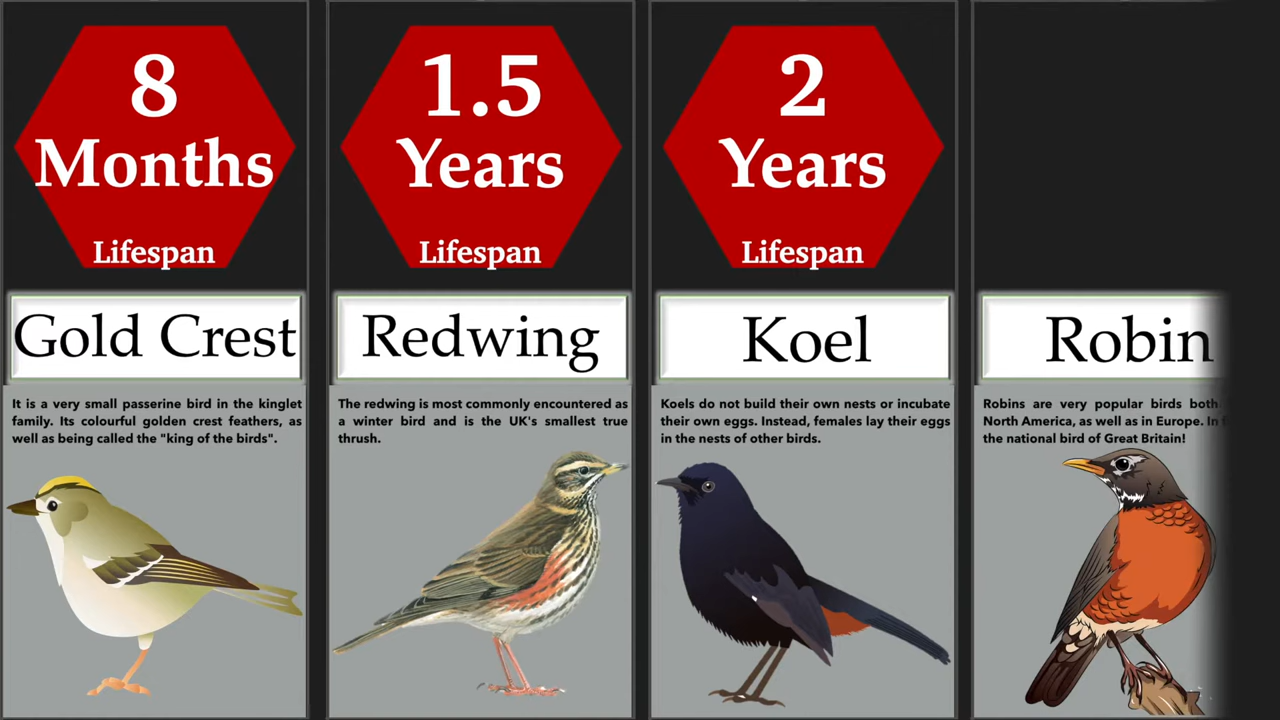 8
Months
Lifespan
Gold Crest
It is a very small passerine bird in the kinglet
family. Its colourful golden crest feathers, as
well as being called the "king of the birds".
1.5
Years
Lifespan
Redwing
The redwing is most commonly encountered as
a winter bird and is the UK's smallest true
thrush.
2
Years
Lifespan
Koel
Koels do not build their own nests or incubate
their own eggs. Instead, females lay their eggs
in the nests of other birds.
Robin
Robins are very popular birds both
North America, as well as in Europe. In
the national bird of Great Britain!